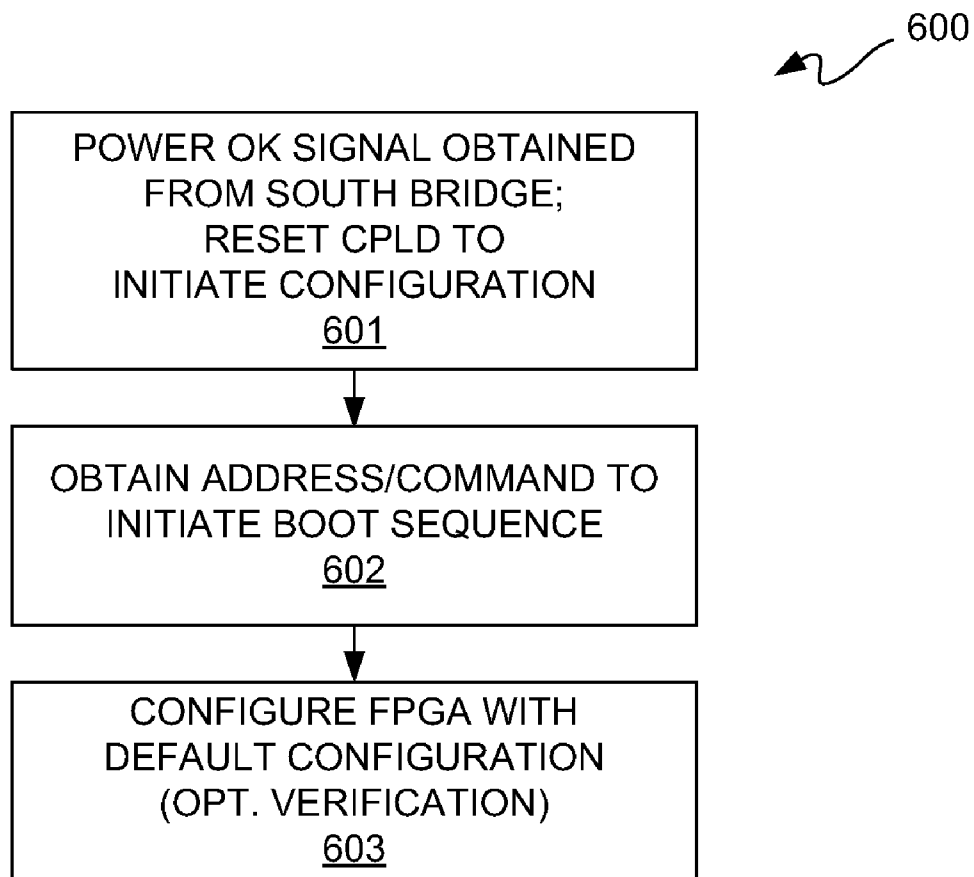 600
POWER OK SIGNAL OBTAINED
FROM SOUTH BRIDGE;
RESET CPLD TO
INITIATE CONFIGURATION
601
OBTAIN ADDRESS/COMMAND TO
INITIATE BOOT SEQUENCE
602
CONFIGURE FPGA WITH
DEFAULT CONFIGURATION
(OPT. VERIFICATION)
603